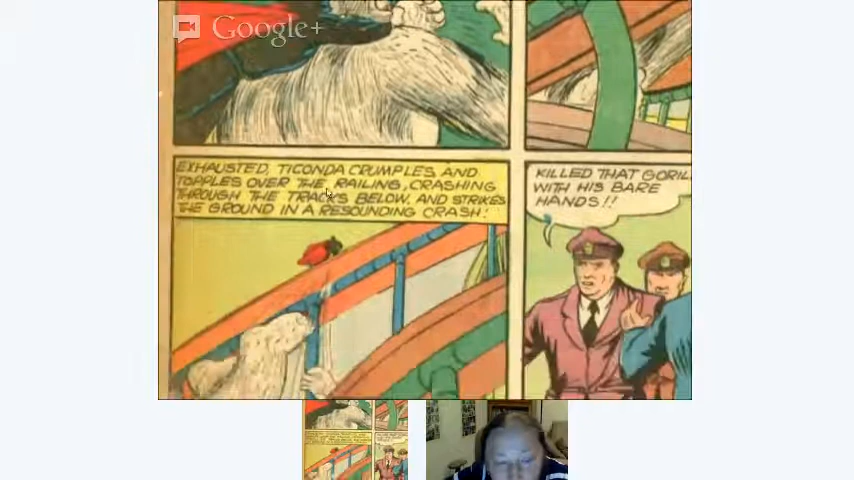 Google+
EXHAUSTED, TICONDA CRUMPLES AND
TOPPLES OVER THE RAILING, CRASHING
THROUGH THE TRACKS BELOW, AND STRIKES
THE GROUND IN A RESOUNDING CRASH!
KILLED THAT GORIL
WITH HIS BARE
HANDS!!